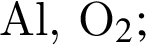 Al, O₂;